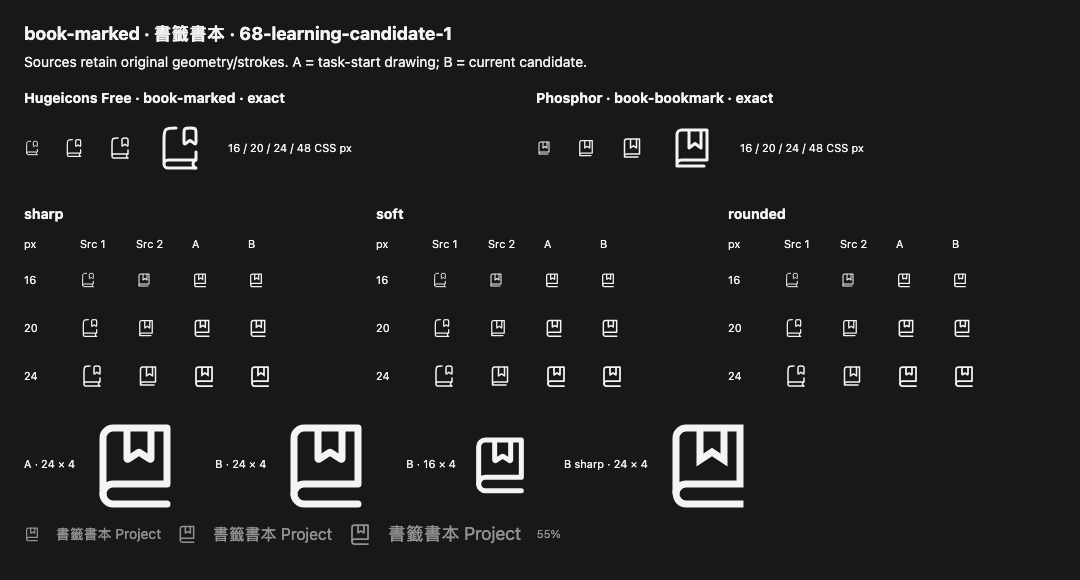 book-marked · 書籤書本 · 68-learning-candidate-1
Sources retain original geometry/strokes. A = task-start drawing; B = current candidate.
Hugeicons Free · book-marked · exact
Phosphor · book-bookmark · exact
16 / 20 / 24 / 48 CSS px
16 / 20 / 24 / 48 CSS px
sharp
soft
rounded
px Src 1 Src 2 A B
px Src 1 Src 2 A B
px Src 1 Src 2 A B
16
16
16
20
20
20
24
24
24
A · 24 × 4
B · 24 × 4
B · 16 × 4
B sharp · 24 × 4
書籤書本 Project
書籤書本 Project
書籤書本 Project
55%